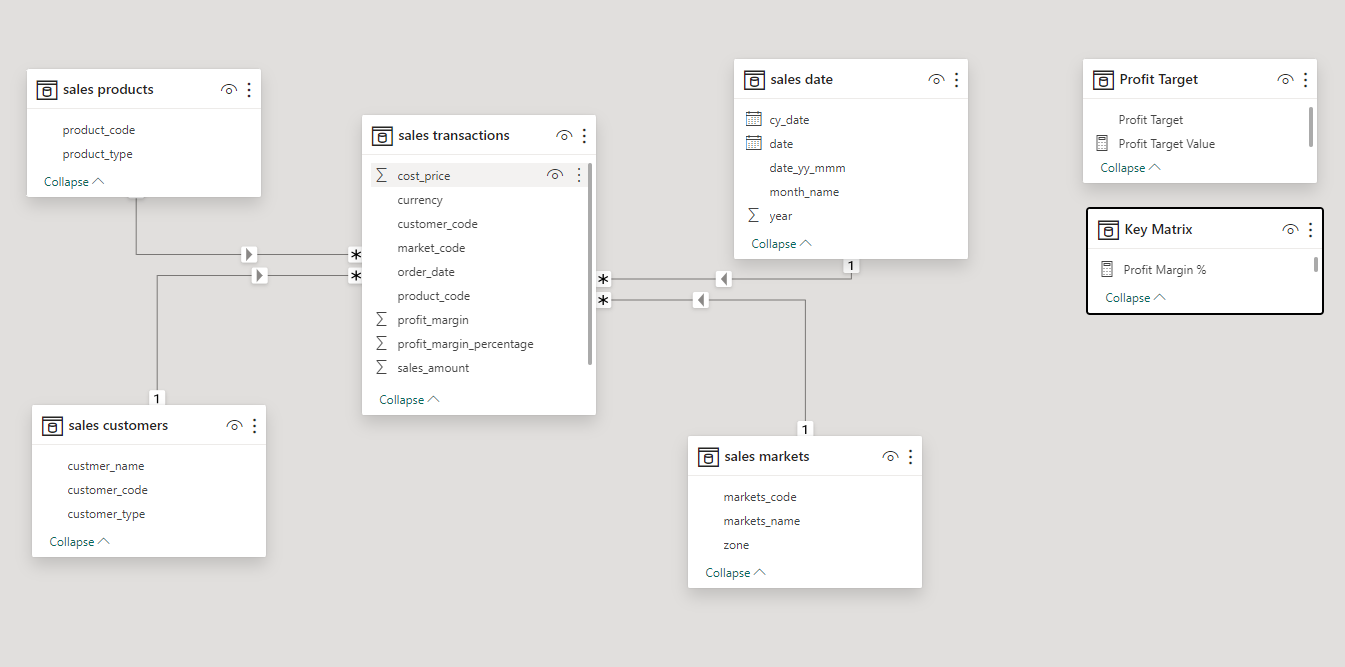 sales products
product_code
product_type
Collapse
sales transactions
cost_price
currency
customer_code
market_code
order_date
product_code
profit_margin
profit_margin_percentage
sales_amount
Collapse
sales date
cy_date
date
date_yy_mmm
month_name
year
Collapse
Profit Target
Profit Target
Profit Target Value
Collapse
Key Matrix
Profit Margin %
Collapse
*
*
*
*
1
1
1
sales customers
custmer_name
customer_code
customer_type
Collapse
sales markets
markets_code
markets_name
zone
Collapse